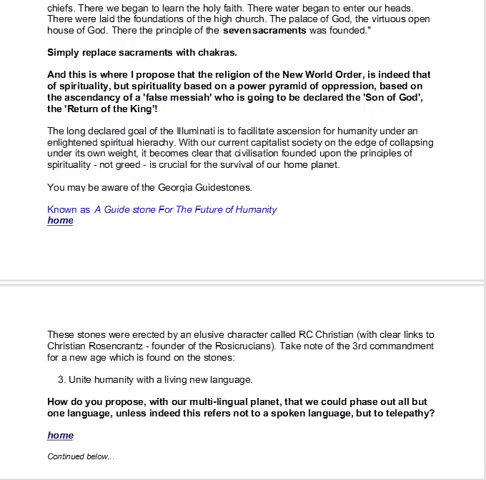 chiefs. There we began to learn the holy faith. There water began to enter our heads.
There were laid the foundations of the high church. The palace of God, the virtuous open
house of God. There the principle of the seven sacraments was founded."
Simply replace sacraments with chakras.
And this is where I propose that the religion of the New World Order, is indeed that
of spirituality, but spirituality based on a power pyramid of oppression, based on
the ascendancy of a 'false messiah' who is going to be declared the 'Son of God',
the 'Return of the King'!
The long declared goal of the Illuminati is to facilitate ascension for humanity under an
enlightened spiritual hierachy. With our current capitalist society on the edge of collapsing
under its own weight, it becomes clear that civilisation founded upon the principles of
spirituality - not greed - is crucial for the survival of our home planet.
You may be aware of the Georgia Guidestones.
Known as A Guide stone For The Future of Humanity
home
These stones were erected by an elusive character called RC Christian (with clear links to
Christian Rosencrantz - founder of the Rosicrucians). Take note of the 3rd commandment
for a new age which is found on the stones:
3. Unite humanity with a living new language.
How do you propose, with our multi-lingual planet, that we could phase out all but
one language, unless indeed this refers not to a spoken language, but to telepathy?
home
Continued below...